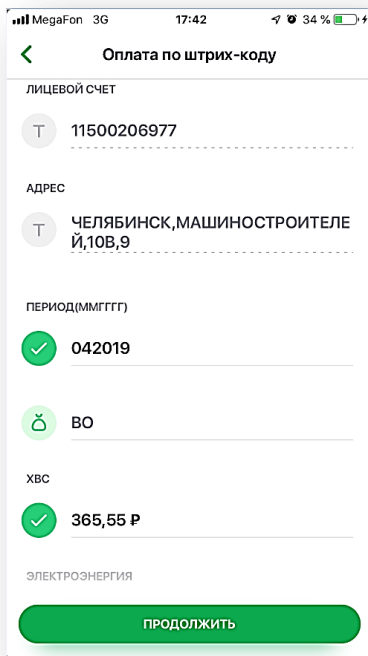 MegaFon 3G 17:42 34 %
Оплата по штрих-коду
ЛИЦЕВОЙ СЧЕТ
Т 11500206977
АДРЕС
Т ЧЕЛЯБИНСК,МАШИНОСТРОИТЕЛЕ
Й,10В,9
ПЕРИОД(ММГГГГ)
042019
ВО
ХВС
365,55 ₽
ЭЛЕКТРОЭНЕРГИЯ
ПРОДОЛЖИТЬ